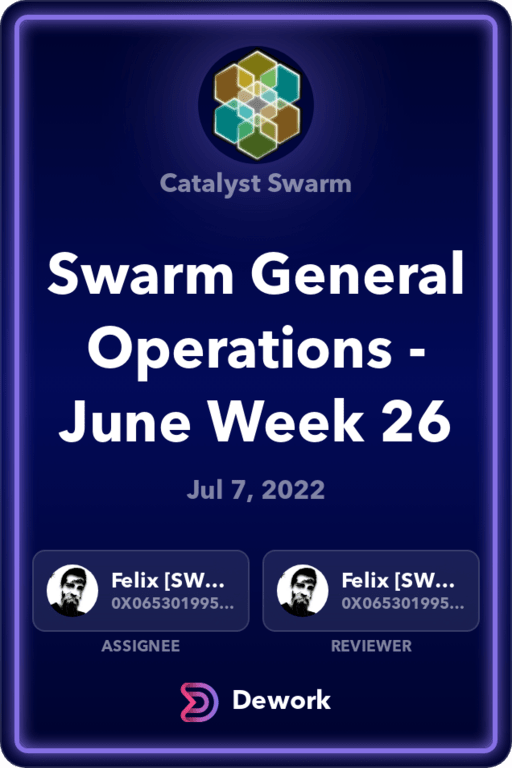 Catalyst Swarm
Swarm General
Operations -
June Week 26
Jul 7, 2022
Felix [SW...
0X065301995...
ASSIGNEE
Felix [SW...
0X065301995...
REVIEWER
Dework